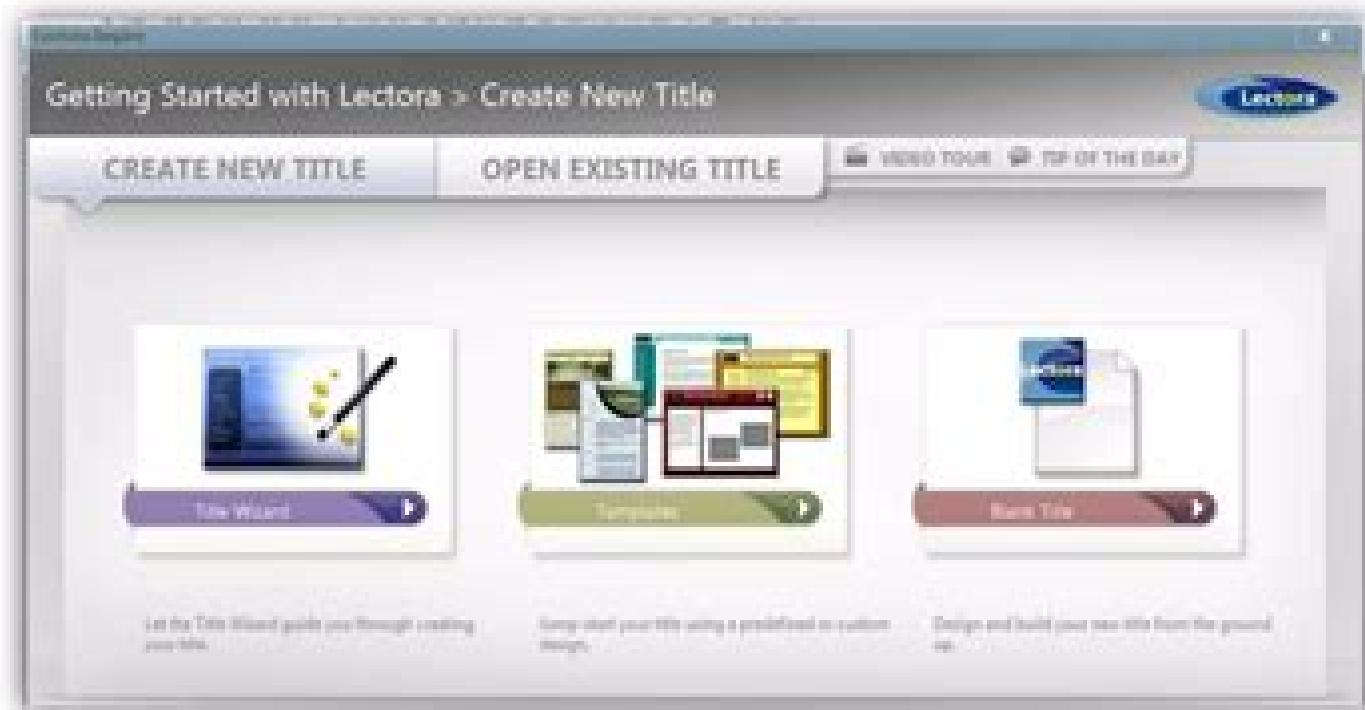 Getting Started with Lectora > Create New Title
Lectora
CREATE NEW TITLE
OPEN EXISTING TITLE
VIDEO TOUR
TIP OF THE DAY
Title Wizard
Templates
Blank Title
Let the Title Wizard guide you through creating
your title.
Jump start your title using a predefined or custom
design.
Design and build your new title from the ground
up.